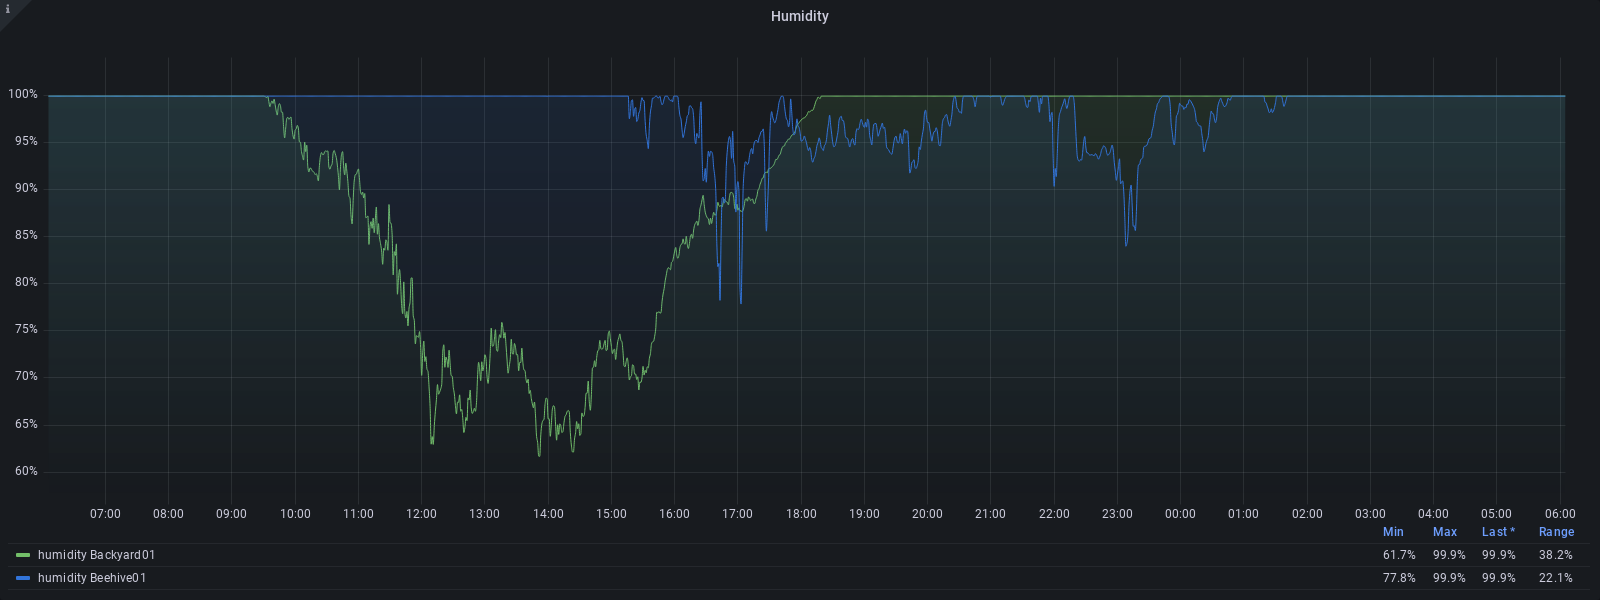 i
Humidity
100%
95%
90%
85%
80%
75%
70%
65%
60%
07:00 08:00 09:00 10:00 11:00 12:00 13:00 14:00 15:00 16:00 17:00 18:00 19:00 20:00 21:00 22:00 23:00 00:00 01:00 02:00 03:00 04:00 05:00 06:00
Min Max Last * Range
humidity Backyard01 61.7% 99.9% 99.9% 38.2%
humidity Beehive01 77.8% 99.9% 99.9% 22.1%